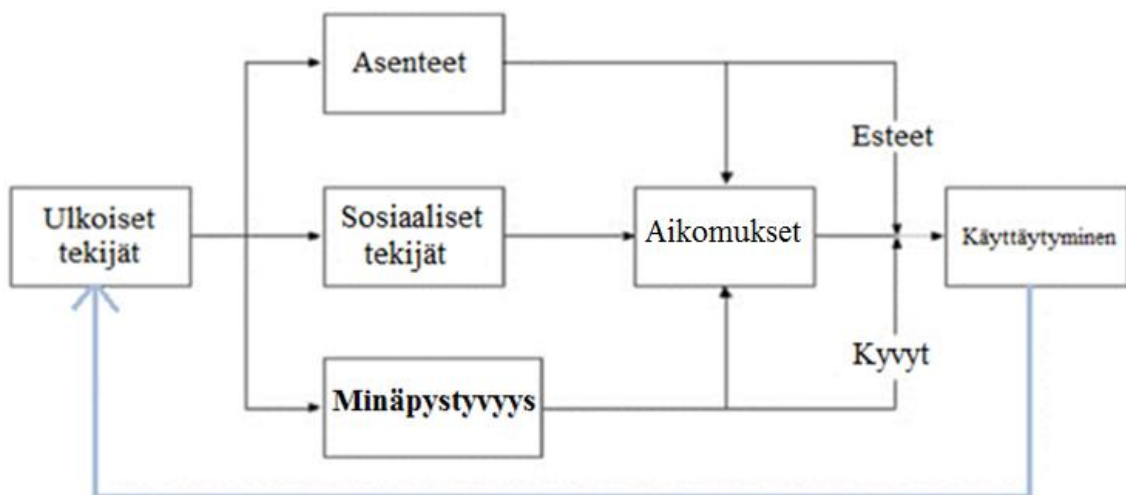 Asenteet
Esteet
Ulkoiset
tekijät
Sosiaaliset
tekijät
Aikomukset
Käyttäytyminen
Kyvyt
Minäpystyvyys